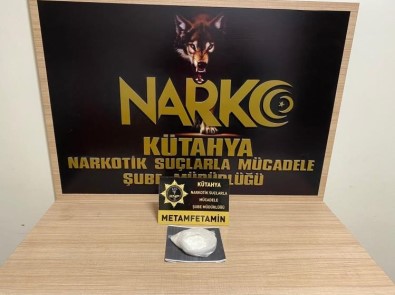 NARKO
KÜTAHYA
NARKOTİK SUÇLARLA MÜCADELE
ŞUBE MÜDÜRLÜĞÜ
KÜTAHYA
NARKOTİK SUÇLARLA
MÜCADELE
ŞUBE MÜDÜRLÜĞÜ
METAMFETAMİN